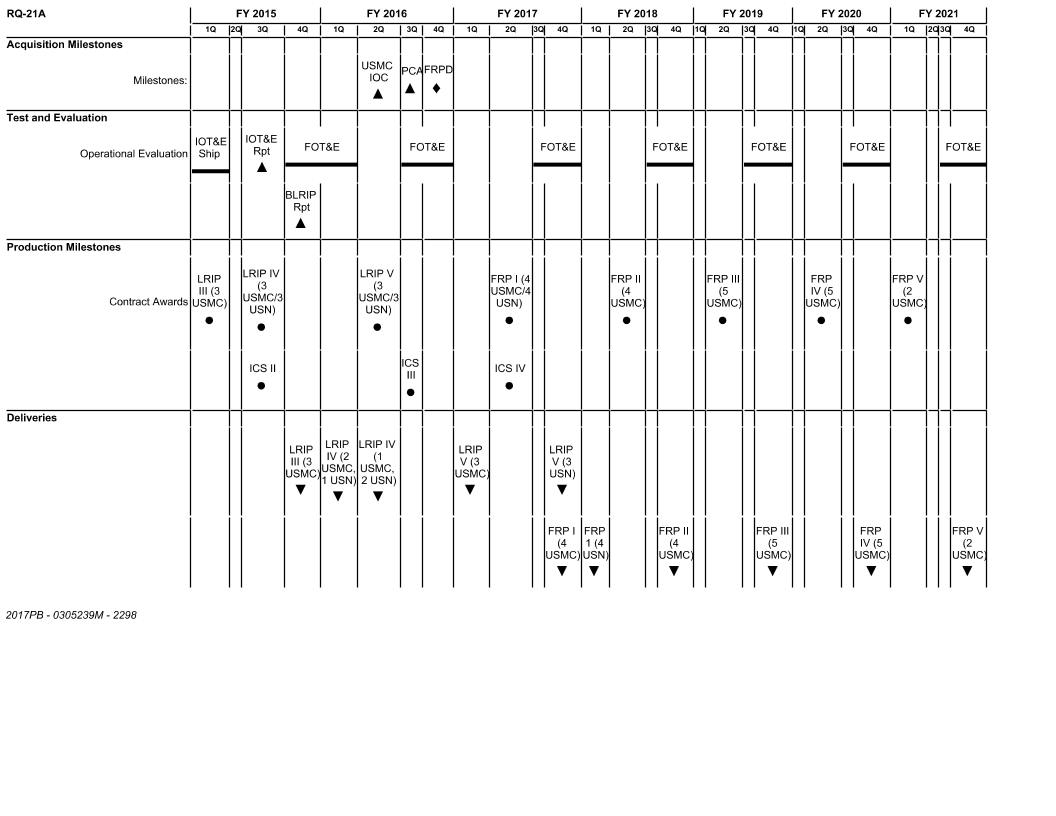 RQ-21A FY 2015 FY 2016 FY 2017 FY 2018 FY 2019 FY 2020 FY 2021
1Q 2Q 3Q 4Q 1Q 2Q 3Q 4Q 1Q 2Q 3Q 4Q 1Q 2Q 3Q 4Q 1Q 2Q 3Q 4Q 1Q 2Q 3Q 4Q 1Q 2Q 3Q 4Q
Acquisition Milestones
Milestones:
USMC
IOC
PCA
FRPD
Test and Evaluation
Operational Evaluation
IOT&E
Ship
IOT&E
Rpt
FOT&E
FOT&E
FOT&E
FOT&E
FOT&E
FOT&E
FOT&E
BLRIP
Rpt
Production Milestones
Contract Awards
LRIP
III (3
USMC)
LRIP IV
(3
USMC/3
USN)
LRIP V
(3
USMC/3
USN)
FRP I (4
USMC/4
USN)
FRP II
(4
USMC)
FRP III
(5
USMC)
FRP
IV (5
USMC)
FRP V
(2
USMC)
ICS II
ICS
III
ICS IV
Deliveries
LRIP
III (3
USMC)
LRIP
IV (2
USMC,
1 USN)
LRIP IV
(1
USMC,
2 USN)
LRIP
V (3
USMC)
LRIP
V (3
USN)
FRP I
(4
USMC)
FRP
1 (4
USN)
FRP II
(4
USMC)
FRP III
(5
USMC)
FRP
IV (5
USMC)
FRP V
(2
USMC)
2017PB - 0305239M - 2298